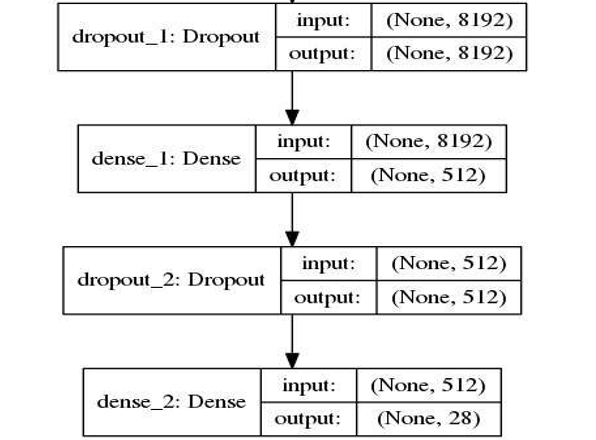 dropout_1: Dropout
input: (None, 8192)
output: (None, 8192)
dense_1: Dense
input: (None, 8192)
output: (None, 512)
dropout_2: Dropout
input: (None, 512)
output: (None, 512)
dense_2: Dense
input: (None, 512)
output: (None, 28)